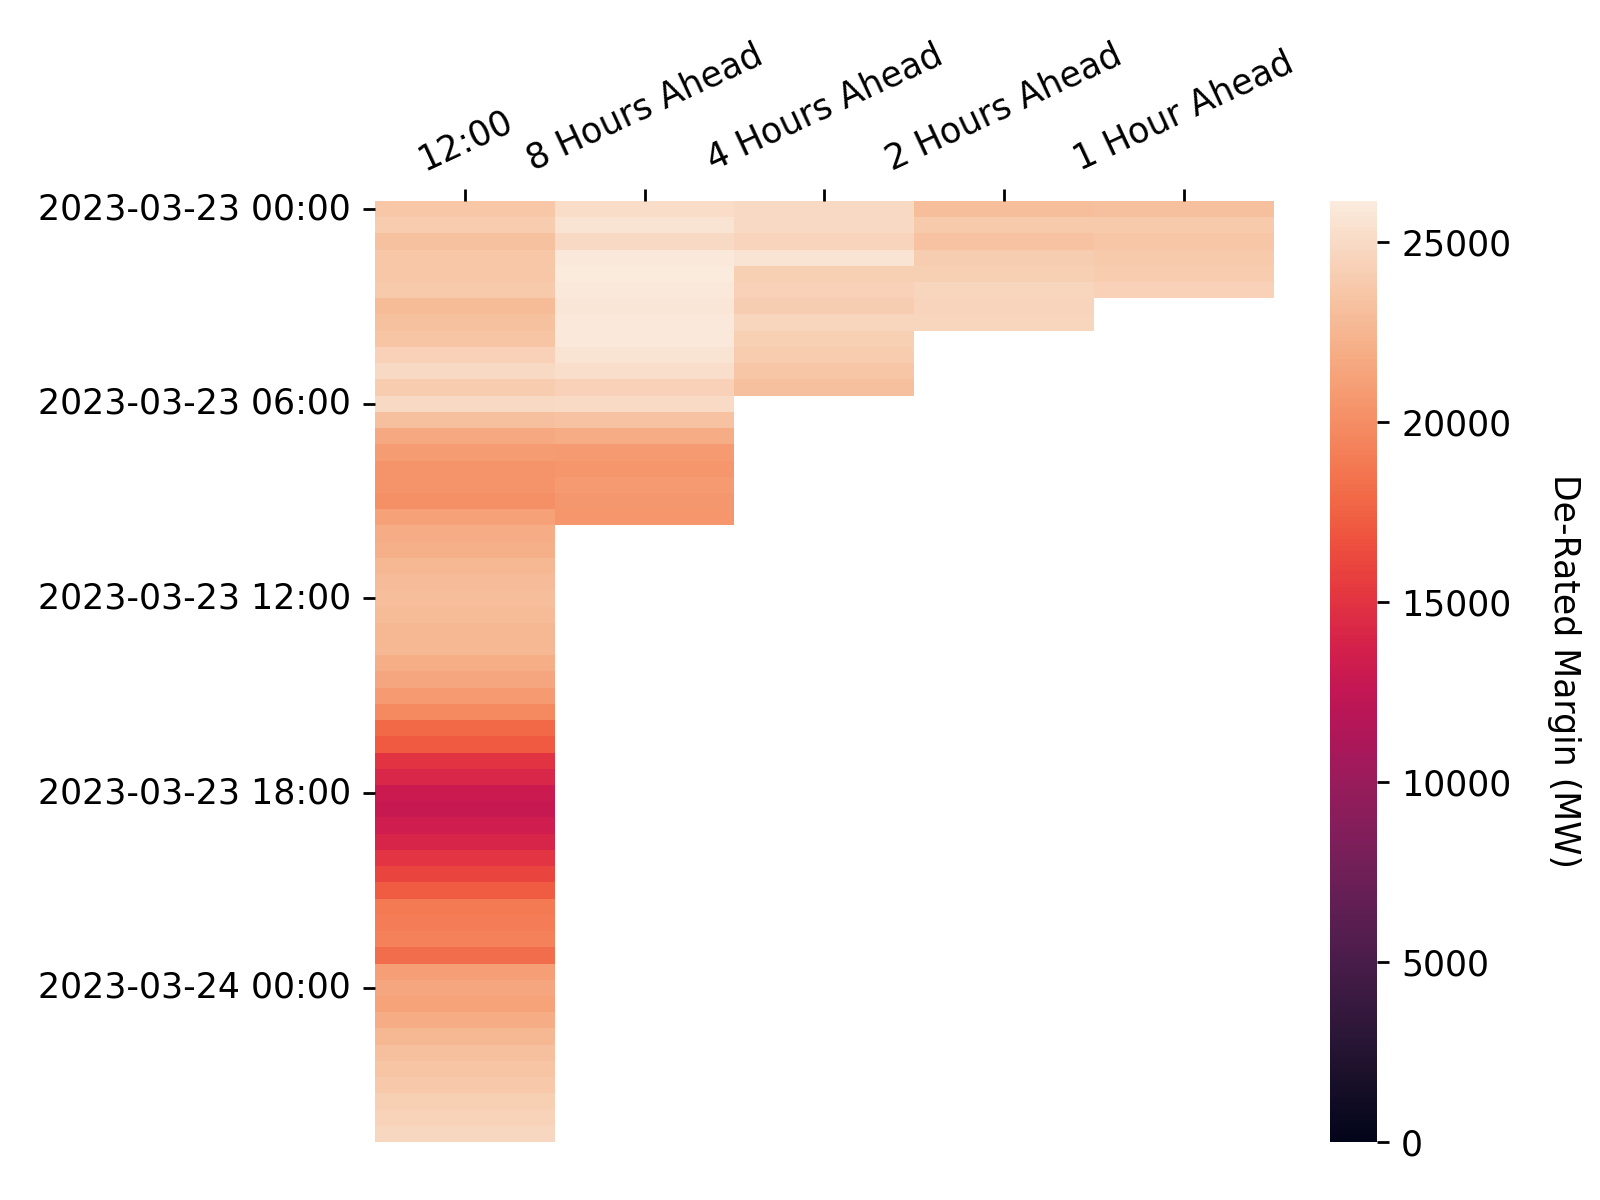 12:00
8 Hours Ahead
4 Hours Ahead
2 Hours Ahead
1 Hour Ahead
2023-03-23 00:00
2023-03-23 06:00
2023-03-23 12:00
2023-03-23 18:00
2023-03-24 00:00
25000
20000
15000
10000
5000
0
De-Rated Margin (MW)